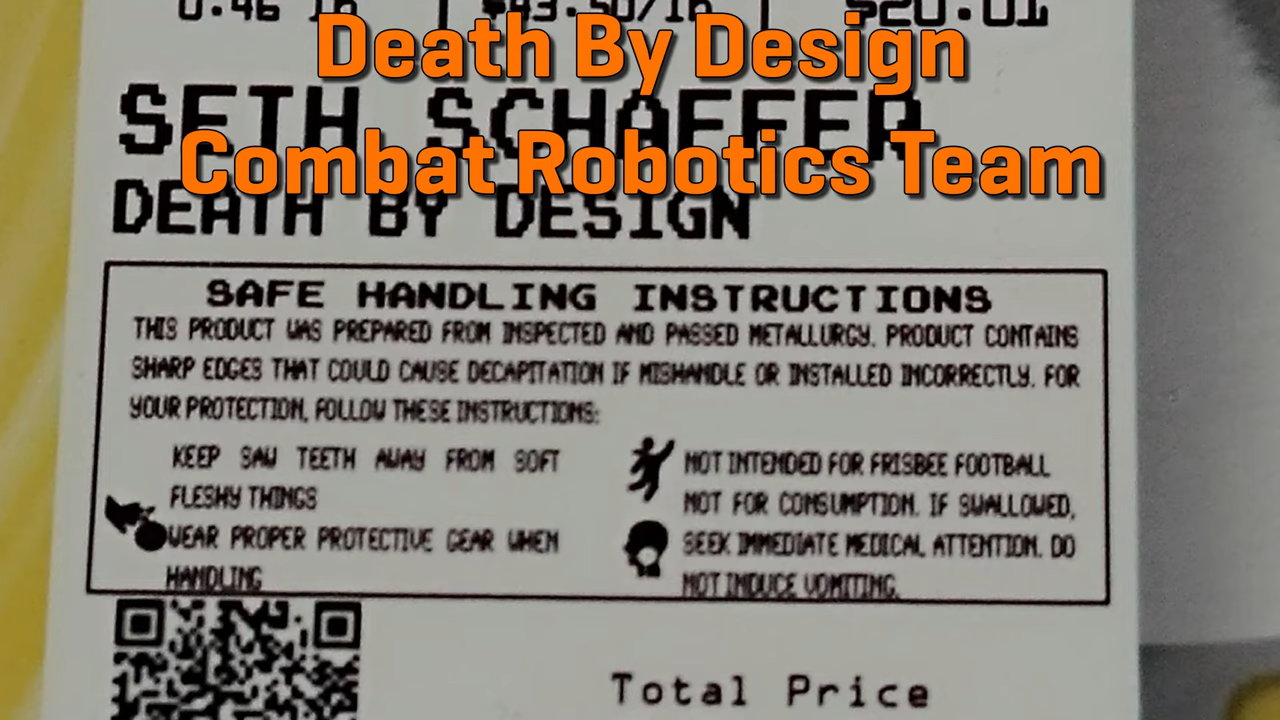 0.46 lb | $43.50/lb | $20.01
Death By Design
SETH SCHAFFER
Combat Robotics Team
DEATH BY DESIGN
SAFE HANDLING INSTRUCTIONS
THIS PRODUCT WAS PREPARED FROM INSPECTED AND PASSED METALLURGY. PRODUCT CONTAINS
SHARP EDGES THAT COULD CAUSE DECAPITATION IF MISHANDLE OR INSTALLED INCORRECTLY. FOR
YOUR PROTECTION, FOLLOW THESE INSTRUCTIONS:
KEEP SAW TEETH AWAY FROM SOFT
FLESHY THINGS
WEAR PROPER PROTECTIVE GEAR WHEN
HANDLING
NOT INTENDED FOR FRISBEE FOOTBALL
NOT FOR CONSUMPTION. IF SWALLOWED,
SEEK IMMEDIATE MEDICAL ATTENTION. DO
NOT INDUCE VOMITING.
Total Price